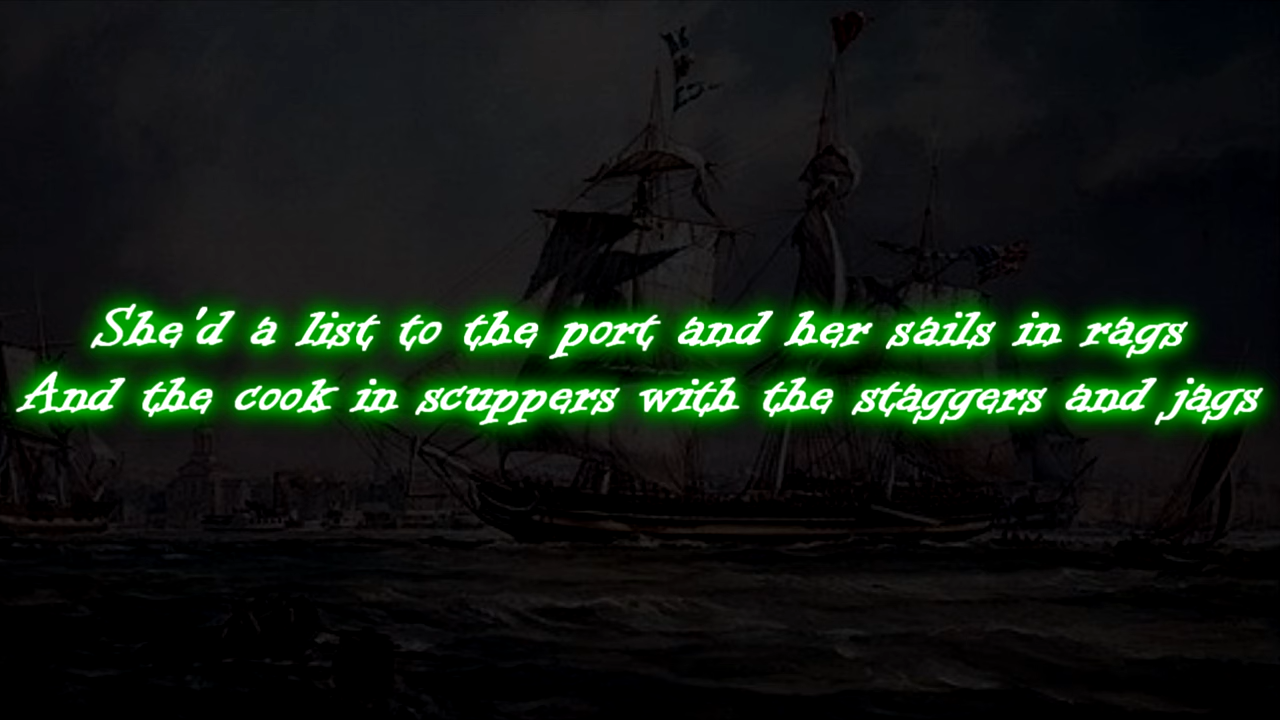 She'd a list to the port and her sails in rags
And the cook in scuppers with the staggers and jags